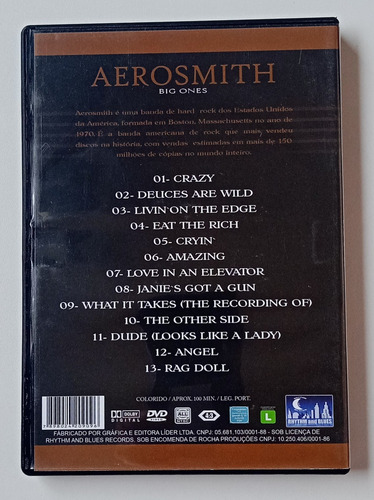 AEROSMITH
BIG ONES
Aerosmith é uma banda de hard rock dos Estados Unidos
da América, formada em Boston, Massachusetts no ano de
1970. É a banda americana de rock que mais vendeu
discos na história, com vendas estimadas em mais de 150
milhões de cópias no mundo inteiro.
01- CRAZY
02- DEUCES ARE WILD
03- LIVIN`ON THE EDGE
04- EAT THE RICH
05- CRYIN`
06- AMAZING
07- LOVE IN AN ELEVATOR
08- JANIE`S GOT A GUN
09- WHAT IT TAKES (THE RECORDING OF)
10- THE OTHER SIDE
11- DUDE (LOOKS LIKE A LADY)
12- ANGEL
13- RAG DOLL
COLORIDO / APROX. 100 MIN. / LEG. PORT.
DOLBY DIGITAL DVD VIDEO ALL 4:3 L RHYTHM AND BLUES
FABRICADO POR GRÁFICA E EDITORA LÍDER LTDA. CNPJ: 05.681.103/0001-88 - SOB LICENÇA DE
RHYTHM AND BLUES RECORDS. SOB ENCOMENDA DE ROCHA PRODUÇÕES CNPJ: 10.250.406/0001-86